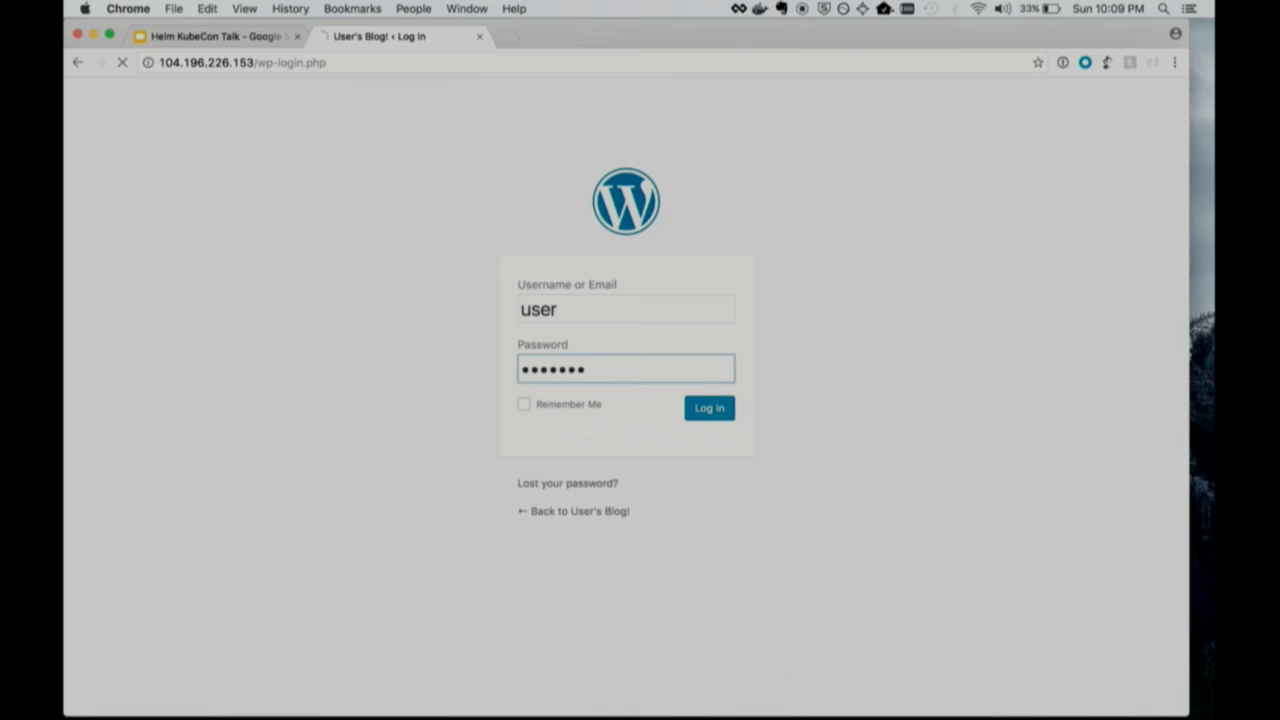 Chrome File Edit View History Bookmarks People Window Help 33% Sun 10:09 PM
Helm KubeCon Talk - Google User's Blog! ‹ Log In
104.196.226.153/wp-login.php
W
Username or Email
user
Password
•••••••
Remember Me Log In
Lost your password?
← Back to User's Blog!